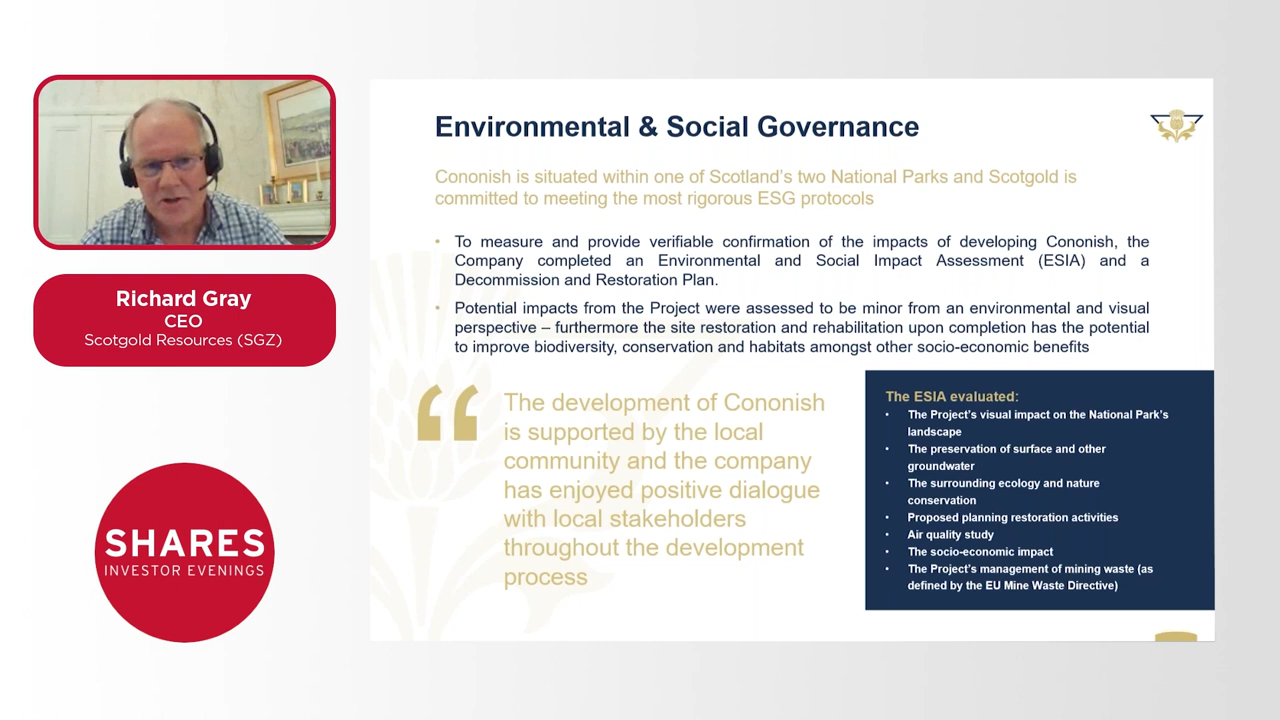 Richard Gray
CEO
Scotgold Resources (SGZ)
SHARES
INVESTOR EVENINGS
Environmental & Social Governance
Cononish is situated within one of Scotland's two National Parks and Scotgold is
committed to meeting the most rigorous ESG protocols
• To measure and provide verifiable confirmation of the impacts of developing Cononish, the
Company completed an Environmental and Social Impact Assessment (ESIA) and a
Decommission and Restoration Plan.
• Potential impacts from the Project were assessed to be minor from an environmental and visual
perspective – furthermore the site restoration and rehabilitation upon completion has the potential
to improve biodiversity, conservation and habitats amongst other socio-economic benefits
“
The development of Cononish
is supported by the local
community and the company
has enjoyed positive dialogue
with local stakeholders
throughout the development
process
The ESIA evaluated:
• The Project's visual impact on the National Park's
landscape
• The preservation of surface and other
groundwater
• The surrounding ecology and nature
conservation
• Proposed planning restoration activities
• Air quality study
• The socio-economic impact
• The Project's management of mining waste (as
defined by the EU Mine Waste Directive)